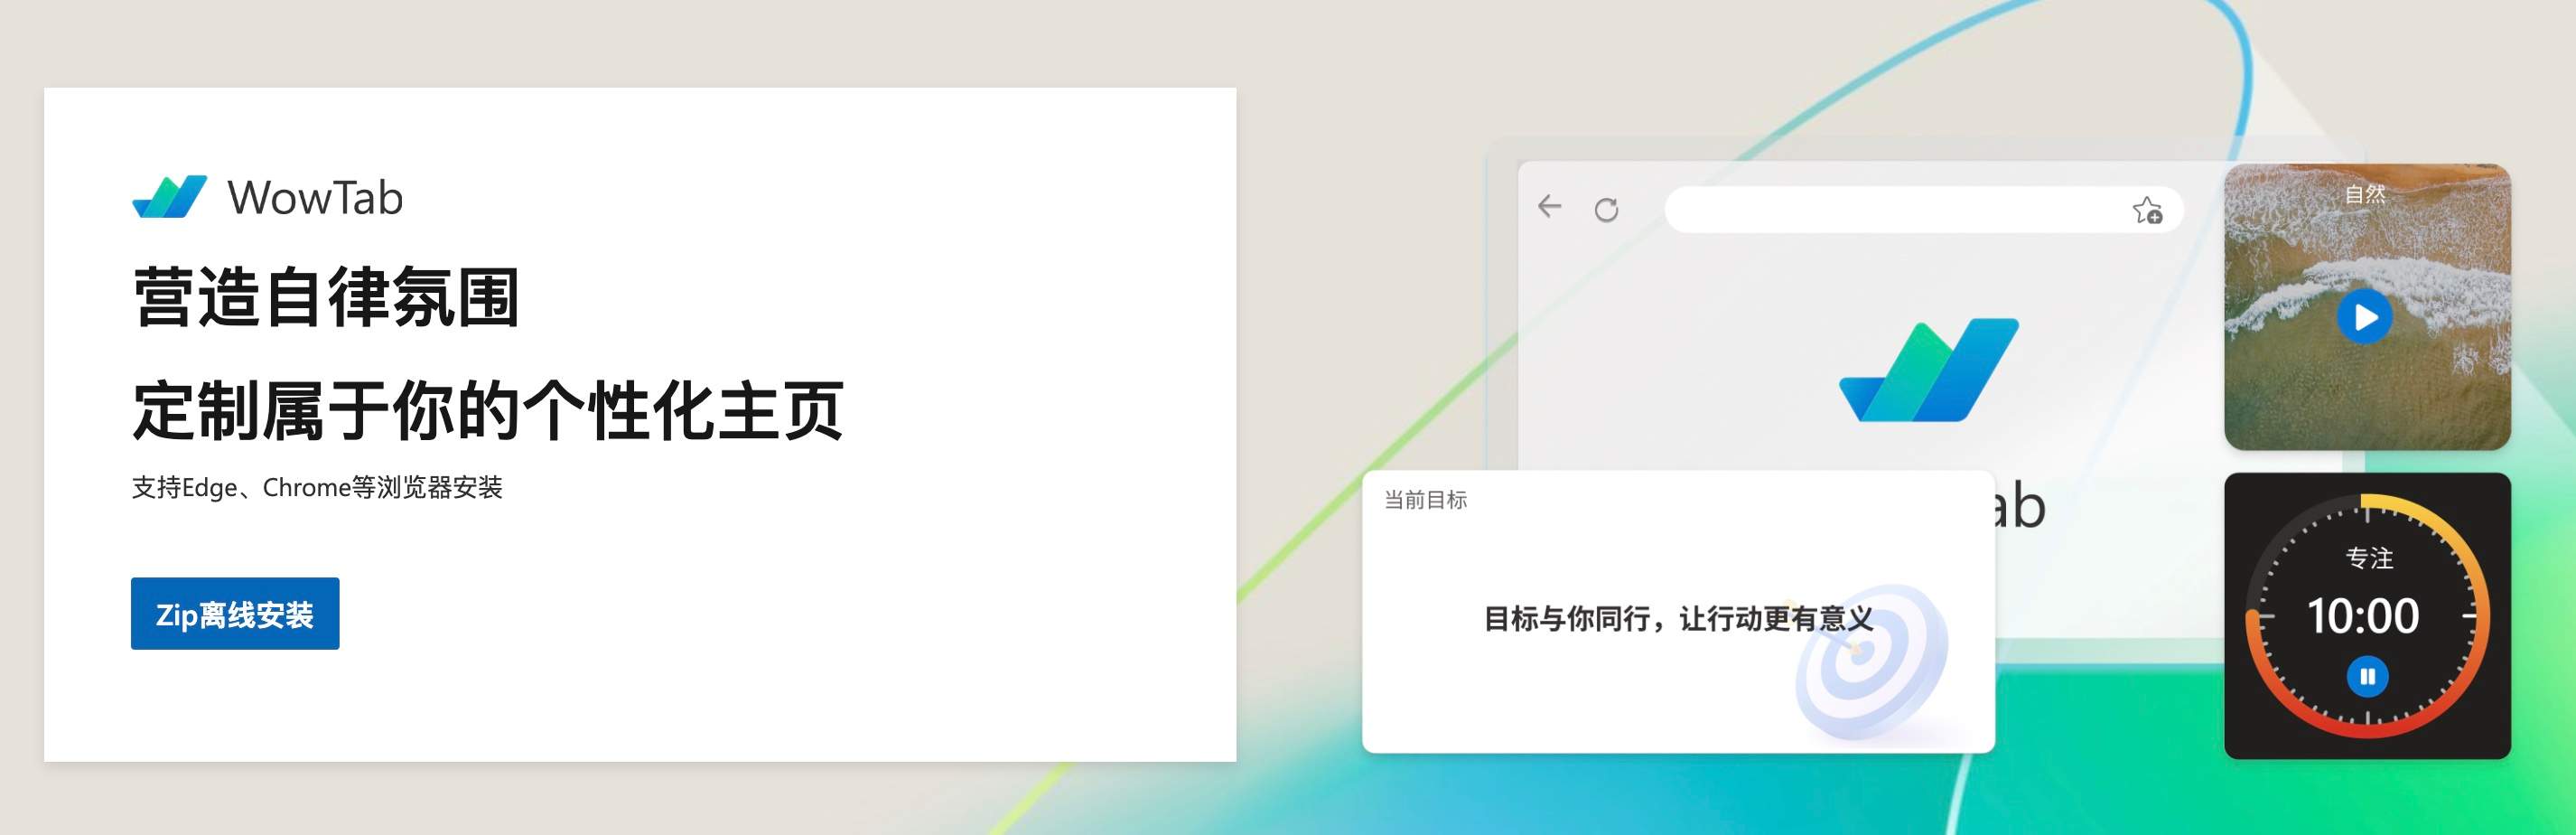 WowTab
营造自律氛围
定制属于你的个性化主页
支持Edge、Chrome等浏览器安装
Zip离线安装
自然
ab
当前目标
目标与你同行，让行动更有意义
专注
10:00